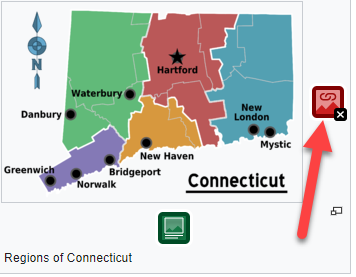 Hartford
Waterbury
Danbury
New
London
Mystic
New Haven
Greenwich
Bridgeport
Norwalk
Connecticut
Regions of Connecticut